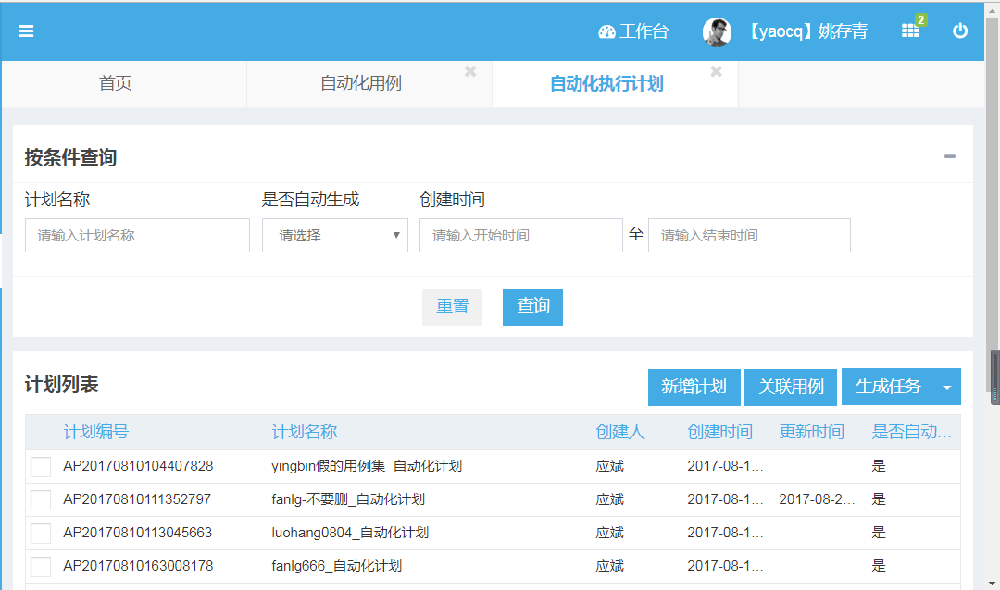 工作台 【yaocq】姚存青 2
首页 自动化用例 自动化执行计划
按条件查询
计划名称 是否自动生成 创建时间
请输入计划名称 请选择 请输入开始时间 至 请输入结束时间
重置 查询
计划列表 新增计划 关联用例 生成任务
计划编号 计划名称 创建人 创建时间 更新时间 是否自动...
AP20170810104407828 yingbin假的用例集_自动化计划 应斌 2017-08-1... 是
AP20170810111352797 fanlg-不要删_自动化计划 应斌 2017-08-1... 2017-08-2... 是
AP20170810113045663 luohang0804_自动化计划 应斌 2017-08-1... 是
AP20170810163008178 fanlg666_自动化计划 应斌 2017-08-1... 是